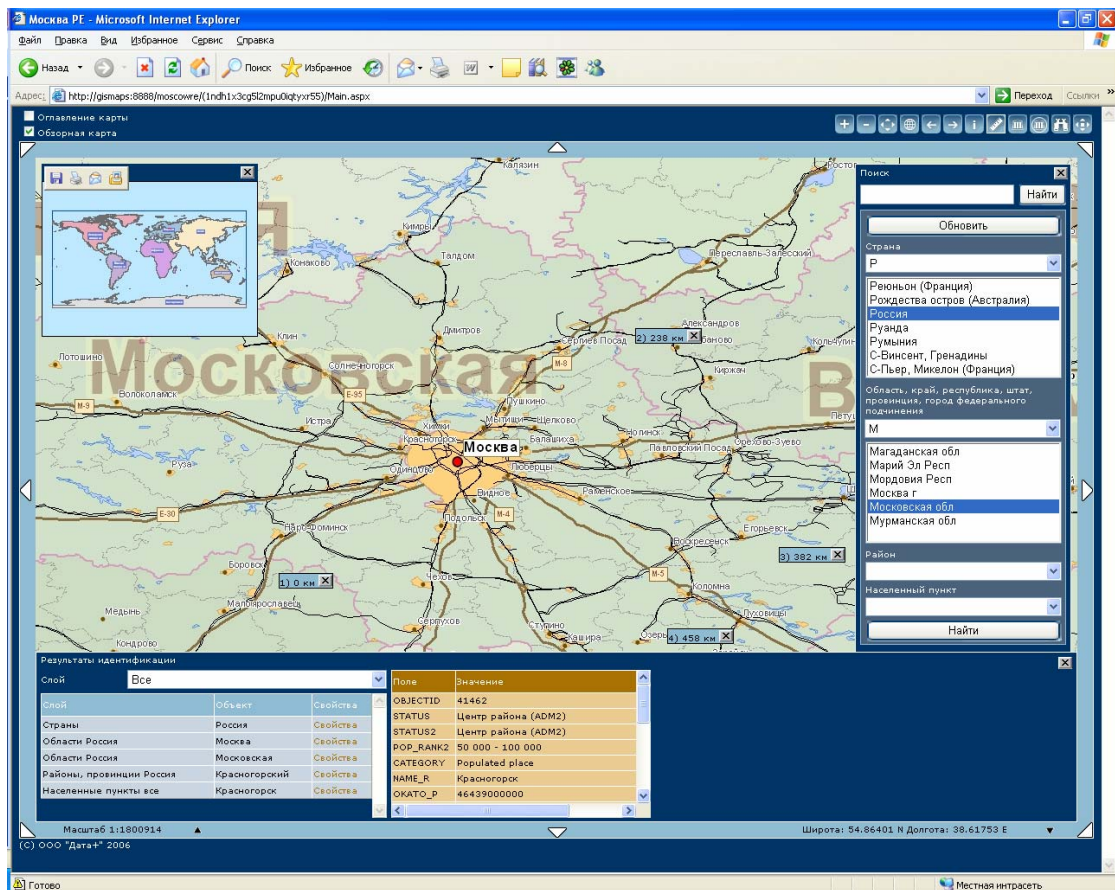 Москва PE - Microsoft Internet Explorer
Файл Правка Вид Избранное Сервис Справка
Назад Поиск Избранное
Адрес: http://gismaps:8888/moscowre/(1ndh1x3cg5l2mpu0iqtyxr55)/Main.aspx Переход Ссылки
Оглавление карты
Обзорная карта
Калязин
Ростов
Кимры
Талдом
Конаково
Переславль-Залесский
Клин
Дмитров
Александров
Сергиев Посад
2) 238 км
Лотошино
Московская
Солнечногорск
M-8
Киржач
Волоколамск
E-95
M-9
Пушкино
Истра
Химки
Мытищи
Щелково
Красногорск
Балашиха
Ногинск
Москва
Павловский Посад
Орехово-Зуево
Руза
Одинцово
Люберцы
Видное
Раменское
E-30
M-4
Подольск
Наро-Фоминск
Егорьевск
Воскресенск
3) 382 км
Боровск
1) 0 км
Чехов
M-5
Коломна
Медынь
Малоярославец
Серпухов
Луховицы
Ступино
Кондрово
Кашира
4) 458 км
Поиск
Найти
Обновить
Страна
Р
Реюньон (Франция)
Рождества остров (Австралия)
Россия
Руанда
Румыния
С-Винсент, Гренадины
С-Пьер, Микелон (Франция)
Область, край, республика, штат,
провинция, город федерального
подчинения
М
Магаданская обл
Марий Эл Респ
Мордовия Респ
Москва г
Московская обл
Мурманская обл
Район
Населенный пункт
Найти
Результаты идентификации
Слой Все
Слой Объект Свойства
Страны Россия Свойства
Области Россия Москва Свойства
Области Россия Московская Свойства
Районы, провинции Россия Красногорский Свойства
Населенные пункты все Красногорск Свойства
Поле Значение
OBJECTID 41462
STATUS Центр района (ADM2)
STATUS2 Центр района (ADM2)
POP_RANK2 50 000 - 100 000
CATEGORY Populated place
NAME_R Красногорск
OKATO_P 46439000000
Масштаб 1:1800914
Широта: 54.86401 N Долгота: 38.61753 E
(C) ООО "Дата+" 2006
Готово
Местная интрасеть